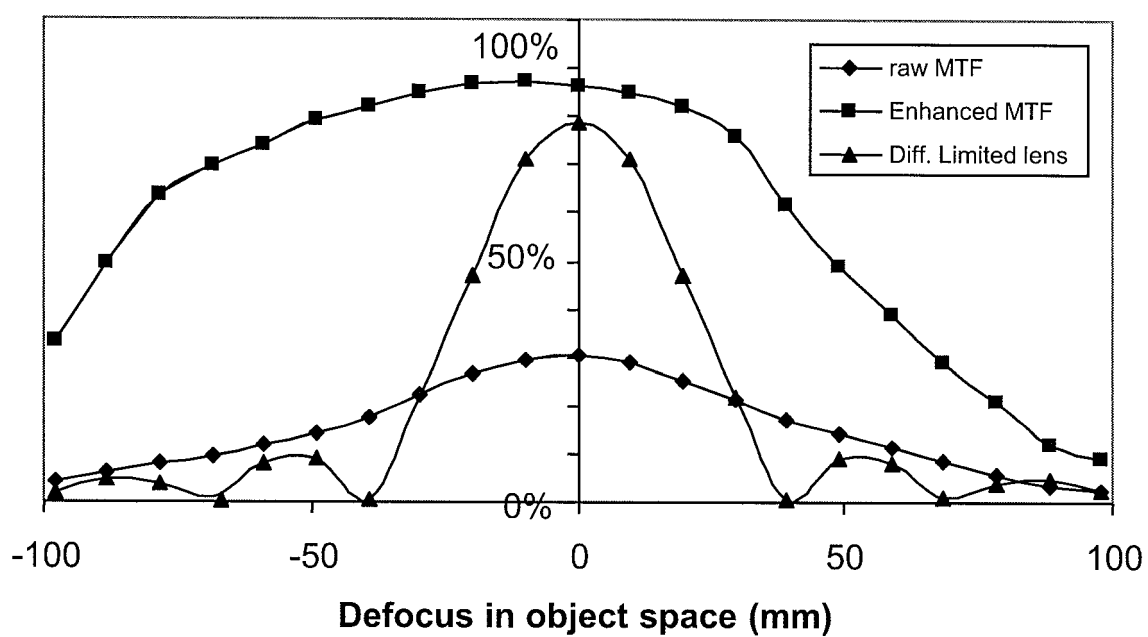 100%
raw MTF
Enhanced MTF
Diff. Limited lens
50%
0%
-100 -50 0 50 100
Defocus in object space (mm)